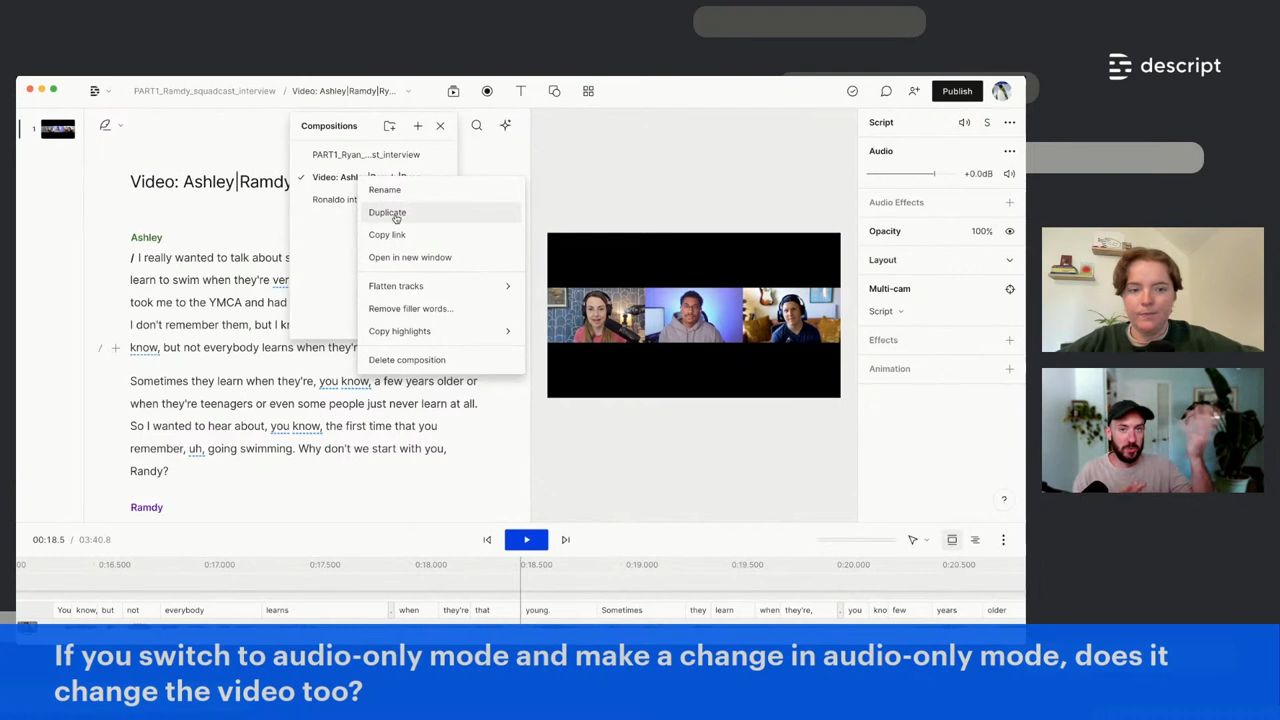 descript
PART1_Ramdy_squadcast_interview / Video: Ashley|Ramdy|Ry...
Publish
1
Compositions
PART1_Ryan_...st_interview
Video: Ashl
Ronaldo int
Rename
Duplicate
Copy link
Open in new window
Flatten tracks
Remove filler words...
Copy highlights
Delete composition
Video: Ashley|Ramdy
Ashley
/ I really wanted to talk about s
learn to swim when they're ver
took me to the YMCA and had
I don't remember them, but I k
/ +
know, but not everybody learns when they're
Sometimes they learn when they're, you know, a few years older or
when they're teenagers or even some people just never learn at all.
So I wanted to hear about, you know, the first time that you
remember, uh, going swimming. Why don't we start with you,
Randy?
Ramdy
Script
S
Audio
+0.0dB
Audio Effects
Opacity 100%
Layout
Multi-cam
Script
Effects
Animation
?
00:18.5 / 03:40.8
00 0:16.500 0:17.000 0:17.500 0:18.000 0:18.500 0:19.000 0:19.500 0:20.000 0:20.500
You know, but not everybody learns . when they're that young. Sometimes they learn when they're, . you kno few years older
If you switch to audio-only mode and make a change in audio-only mode, does it
change the video too?